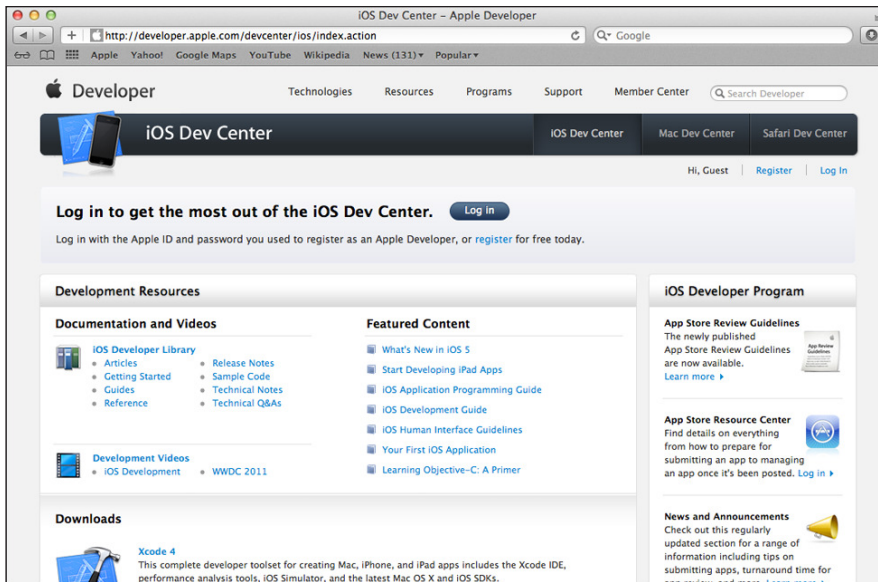 iOS Dev Center – Apple Developer
http://developer.apple.com/devcenter/ios/index.action
Google
Apple Yahoo! Google Maps YouTube Wikipedia News (131) Popular
Developer
Technologies Resources Programs Support Member Center Search Developer
iOS Dev Center
iOS Dev Center Mac Dev Center Safari Dev Center
Hi, Guest Register Log In
Log in to get the most out of the iOS Dev Center. Log in
Log in with the Apple ID and password you used to register as an Apple Developer, or register for free today.
Development Resources
Documentation and Videos
iOS Developer Library
Articles
Getting Started
Guides
Reference
Release Notes
Sample Code
Technical Notes
Technical Q&As
Development Videos
iOS Development
WWDC 2011
Featured Content
What's New in iOS 5
Start Developing iPad Apps
iOS Application Programming Guide
iOS Development Guide
iOS Human Interface Guidelines
Your First iOS Application
Learning Objective-C: A Primer
Downloads
Xcode 4
This complete developer toolset for creating Mac, iPhone, and iPad apps includes the Xcode IDE,
performance analysis tools, iOS Simulator, and the latest Mac OS X and iOS SDKs.
iOS Developer Program
App Store Review Guidelines
The newly published
App Store Review Guidelines
are now available.
Learn more
App Review
Guidelines
App Store Resource Center
Find details on everything
from how to prepare for
submitting an app to managing
an app once it's been posted. Log in
News and Announcements
Check out this regularly
updated section for a range of
information including tips on
submitting apps, turnaround time for
app review, and more. Learn more